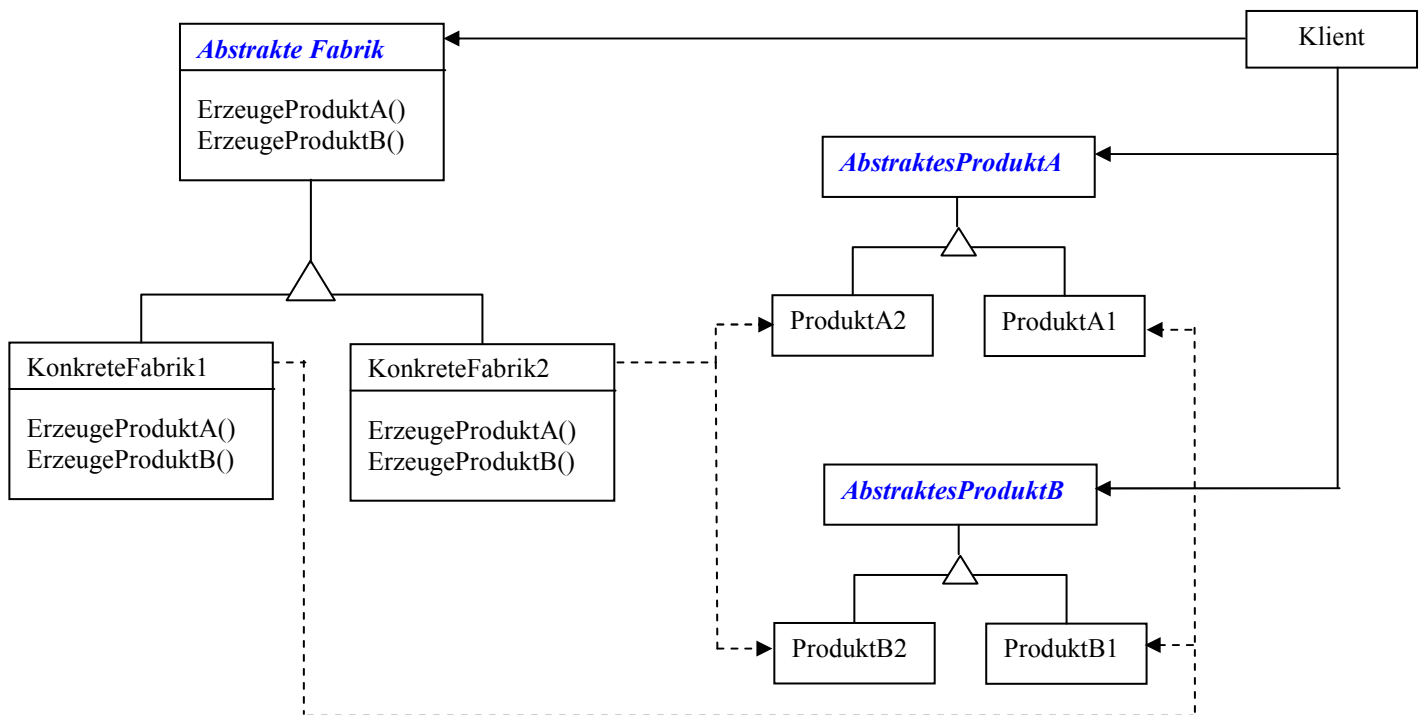 Abstrakte Fabrik
ErzeugeProduktA()
ErzeugeProduktB()
Klient
AbstraktesProduktA
ProduktA2
ProduktA1
KonkreteFabrik1
ErzeugeProduktA()
ErzeugeProduktB()
KonkreteFabrik2
ErzeugeProduktA()
ErzeugeProduktB()
AbstraktesProduktB
ProduktB2
ProduktB1